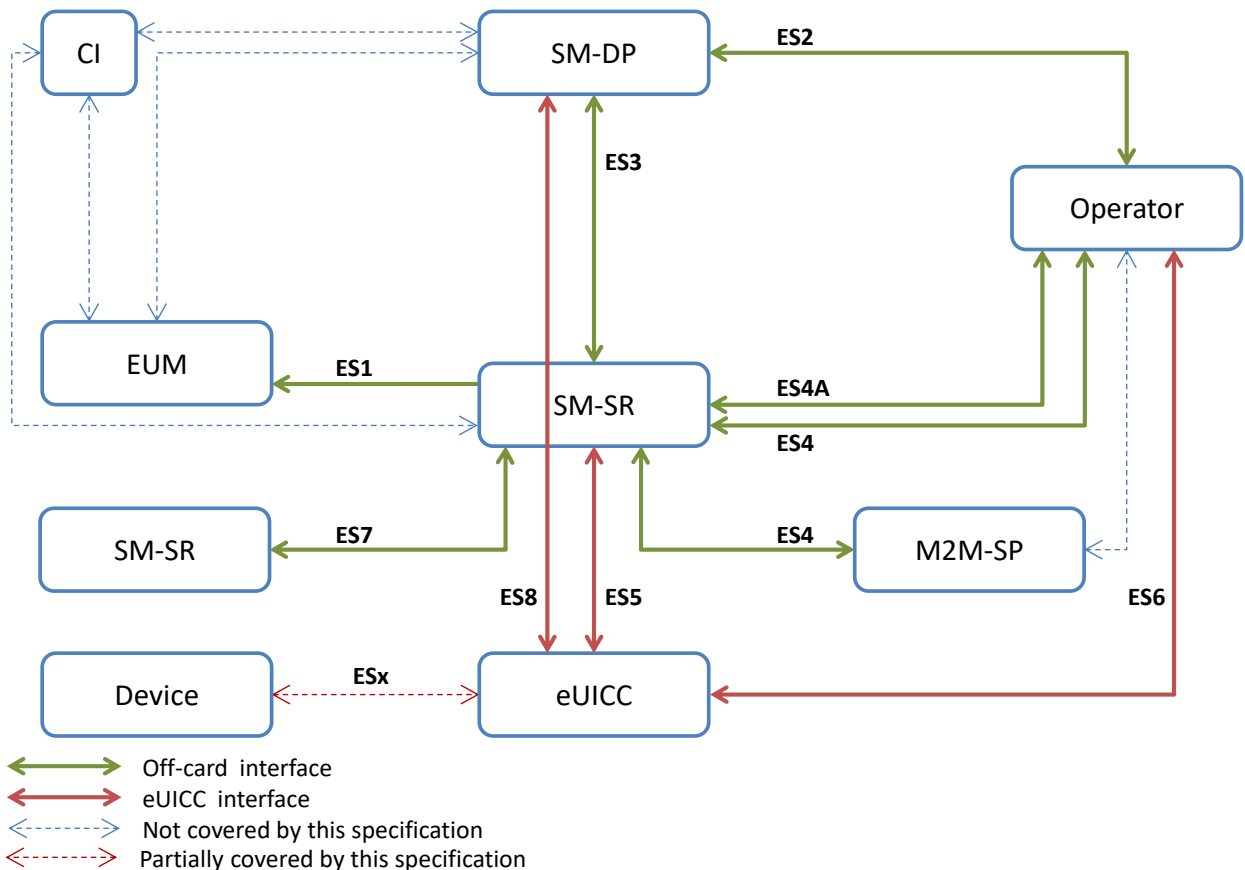 CI
SM-DP
ES2
ES3
Operator
EUM
ES1
SM-SR
ES4A
ES4
SM-SR
ES7
ES4
M2M-SP
ES8
ES5
ES6
Device
ESx
eUICC
Off-card interface
eUICC interface
Not covered by this specification
Partially covered by this specification